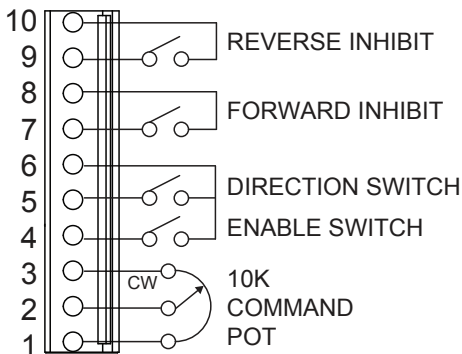 10
9
REVERSE INHIBIT
8
7
FORWARD INHIBIT
6
5
DIRECTION SWITCH
4
ENABLE SWITCH
3
CW
10K
2
COMMAND
1
POT